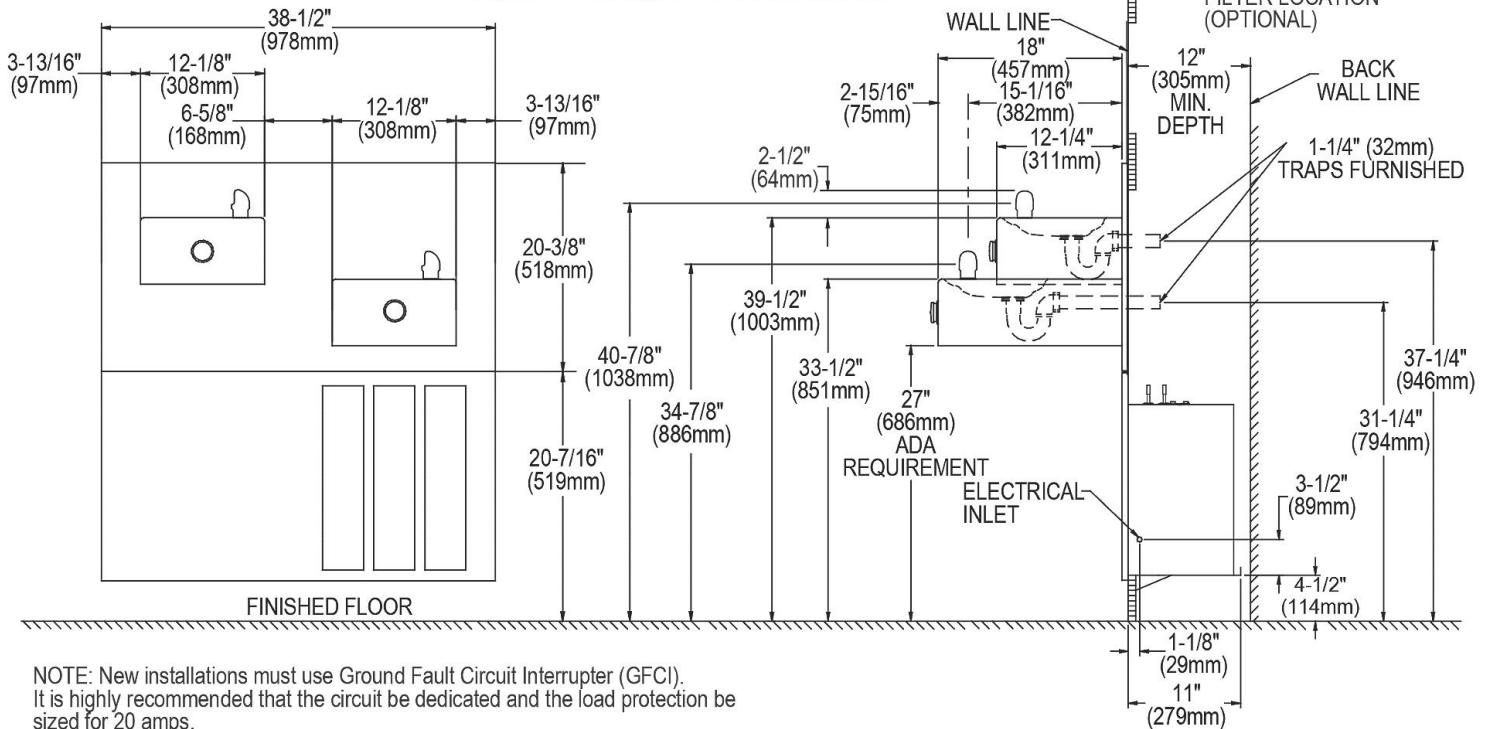 38-1/2"
(978mm)
3-13/16"
(97mm)
12-1/8"
(308mm)
6-5/8"
(168mm)
12-1/8"
(308mm)
3-13/16"
(97mm)
20-3/8"
(518mm)
20-7/16"
(519mm)
FINISHED FLOOR
WALL LINE
FILTER LOCATION
(OPTIONAL)
18"
(457mm)
12"
(305mm)
MIN.
DEPTH
BACK
WALL LINE
2-15/16"
(75mm)
15-1/16"
(382mm)
12-1/4"
(311mm)
2-1/2"
(64mm)
1-1/4" (32mm)
TRAPS FURNISHED
40-7/8"
(1038mm)
34-7/8"
(886mm)
39-1/2"
(1003mm)
33-1/2"
(851mm)
27"
(686mm)
ADA
REQUIREMENT
37-1/4"
(946mm)
31-1/4"
(794mm)
ELECTRICAL
INLET
3-1/2"
(89mm)
4-1/2"
(114mm)
1-1/8"
(29mm)
11"
(279mm)
NOTE: New installations must use Ground Fault Circuit Interrupter (GFCI).
It is highly recommended that the circuit be dedicated and the load protection be
sized for 20 amps.